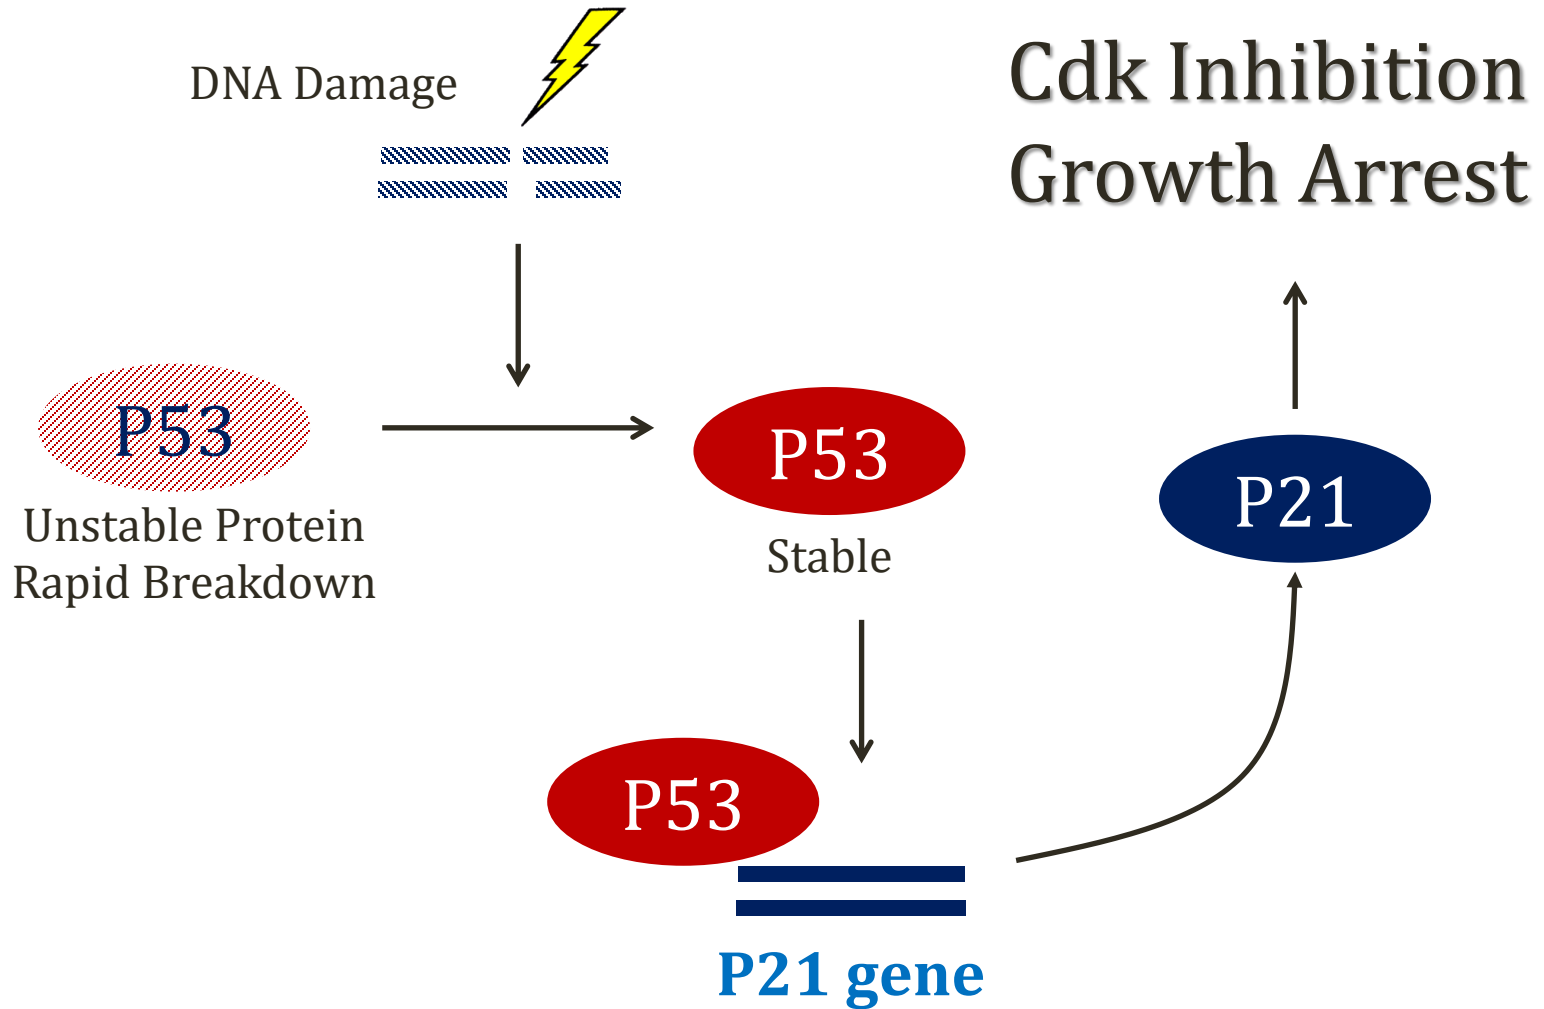 DNA Damage
Cdk Inhibition
Growth Arrest
P53
Unstable Protein
Rapid Breakdown
P53
Stable
P21
P53
P21 gene